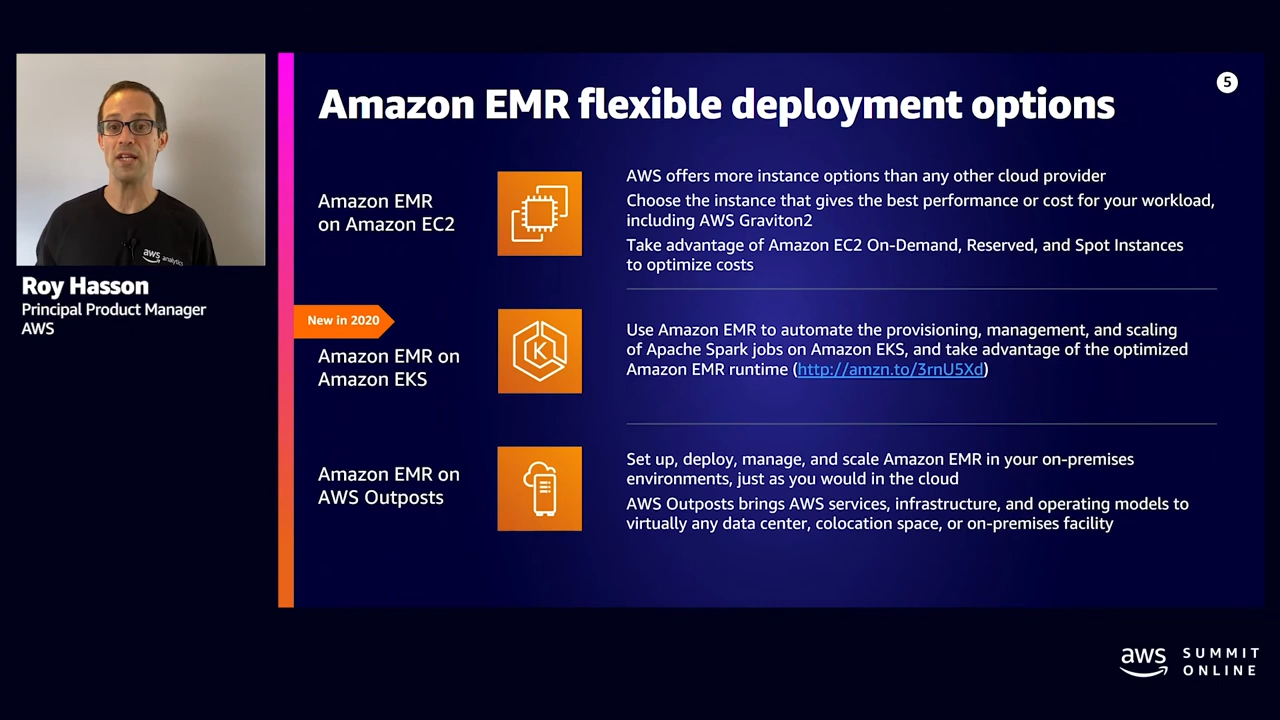 Amazon EMR flexible deployment options
5
Amazon EMR
on Amazon EC2
AWS offers more instance options than any other cloud provider
Choose the instance that gives the best performance or cost for your workload,
including AWS Graviton2
Take advantage of Amazon EC2 On-Demand, Reserved, and Spot Instances
to optimize costs
aws analytics
Roy Hasson
Principal Product Manager
AWS
New in 2020
Amazon EMR on
Amazon EKS
K
Use Amazon EMR to automate the provisioning, management, and scaling
of Apache Spark jobs on Amazon EKS, and take advantage of the optimized
Amazon EMR runtime (http://amzn.to/3rnU5Xd)
Amazon EMR on
AWS Outposts
Set up, deploy, manage, and scale Amazon EMR in your on-premises
environments, just as you would in the cloud
AWS Outposts brings AWS services, infrastructure, and operating models to
virtually any data center, colocation space, or on-premises facility
aws SUMMIT
ONLINE